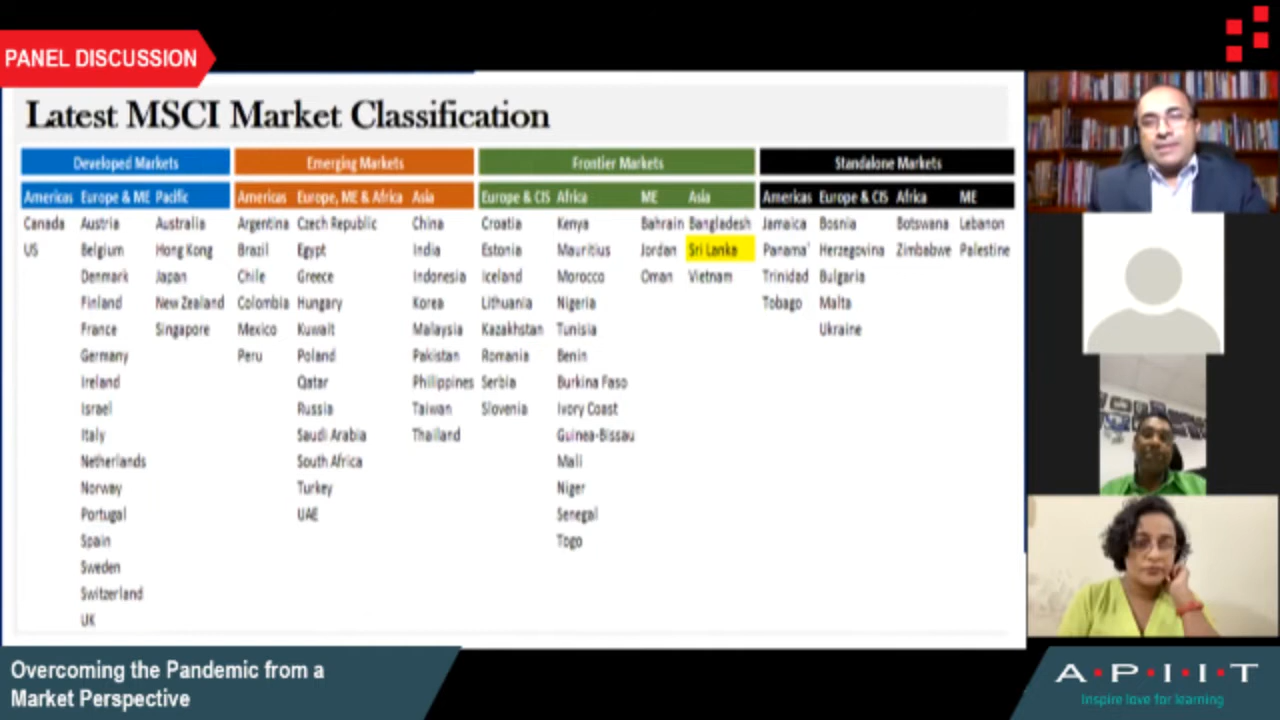 PANEL DISCUSSION
Latest MSCI Market Classification
Developed Markets Emerging Markets Frontier Markets Standalone Markets
Americas Europe & ME Pacific Americas Europe, ME & Africa Asia Europe & CIS Africa ME Asia Americas Europe & CIS Africa ME
Canada Austria Australia Argentina Czech Republic China Croatia Kenya Bahrain Bangladesh Jamaica Bosnia Botswana Lebanon
US Belgium Hong Kong Brazil Egypt India Estonia Mauritius Jordan Sri Lanka Panama' Herzegovina Zimbabwe Palestine
Denmark Japan Chile Greece Indonesia Iceland Morocco Oman Vietnam Trinidad Bulgaria
Finland New Zealand Colombia Hungary Korea Lithuania Nigeria Tobago Malta
France Singapore Mexico Kuwait Malaysia Kazakhstan Tunisia Ukraine
Germany Peru Poland Pakistan Romania Benin
Ireland Qatar Philippines Serbia Burkina Faso
Israel Russia Taiwan Slovenia Ivory Coast
Italy Saudi Arabia Thailand Guinea-Bissau
Netherlands South Africa Mali
Norway Turkey Niger
Portugal UAE Senegal
Spain Togo
Sweden
Switzerland
UK
Overcoming the Pandemic from a
Market Perspective
A·P·I·I·T
Inspire love for learning